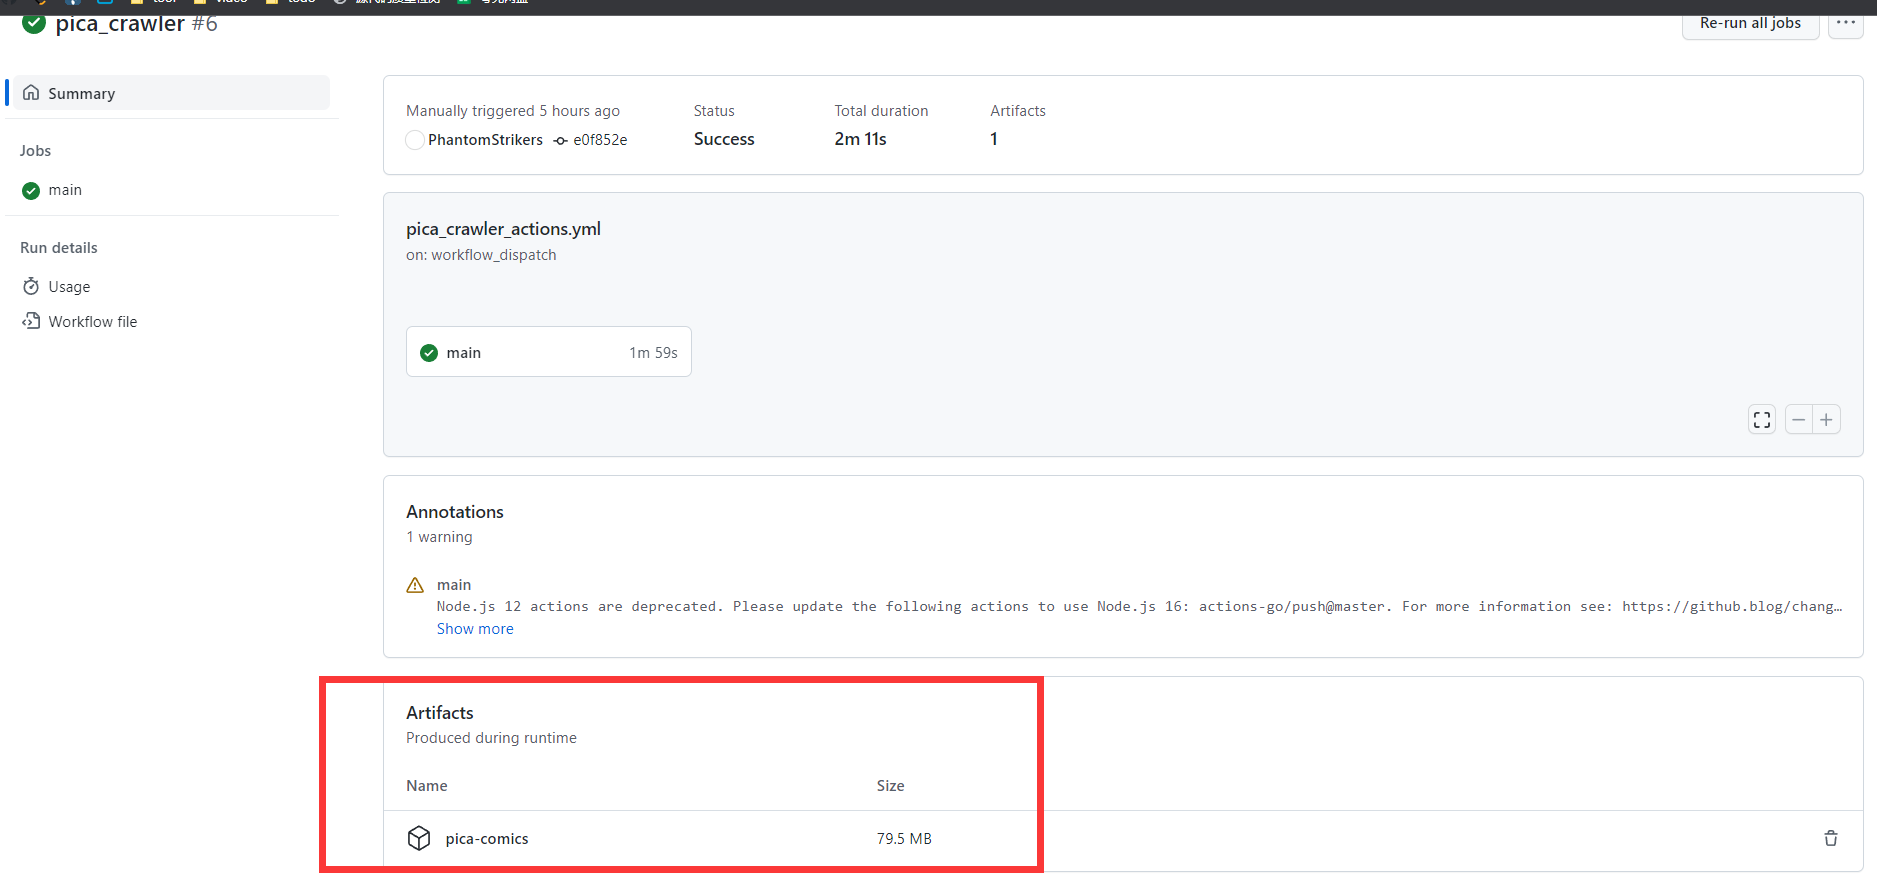 pica_crawler #6
Re-run all jobs
Summary
Jobs
main
Run details
Usage
Workflow file
Manually triggered 5 hours ago
PhantomStrikers e0f852e
Status
Success
Total duration
2m 11s
Artifacts
1
pica_crawler_actions.yml
on: workflow_dispatch
main 1m 59s
Annotations
1 warning
main
Node.js 12 actions are deprecated. Please update the following actions to use Node.js 16: actions-go/push@master. For more information see: https://github.blog/chang…
Show more
Artifacts
Produced during runtime
Name Size
pica-comics 79.5 MB